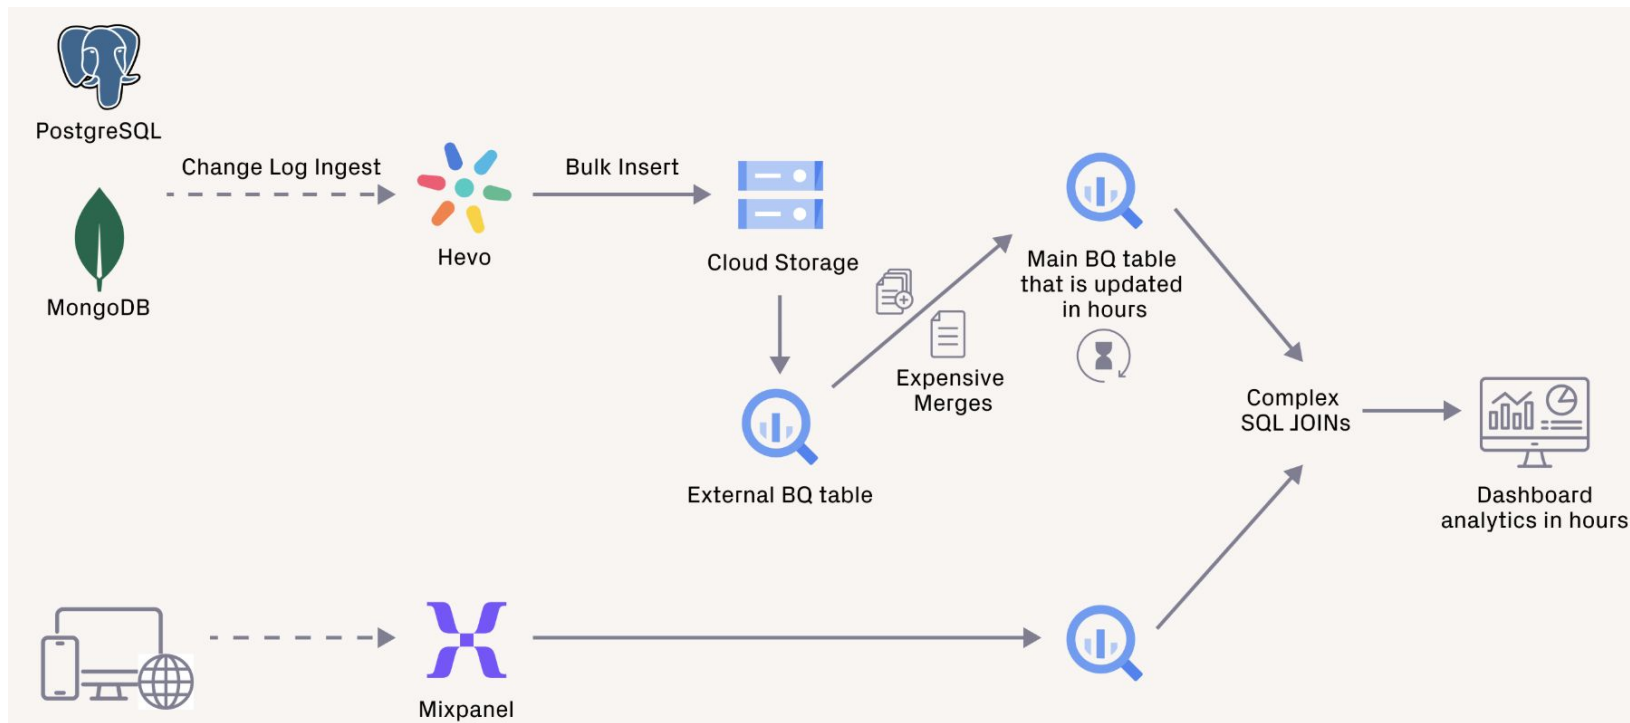 PostgreSQL
MongoDB
Change Log Ingest
Hevo
Bulk Insert
Cloud Storage
External BQ table
Expensive
Merges
Main BQ table
that is updated
in hours
Complex
SQL JOINs
Dashboard
analytics in hours
Mixpanel